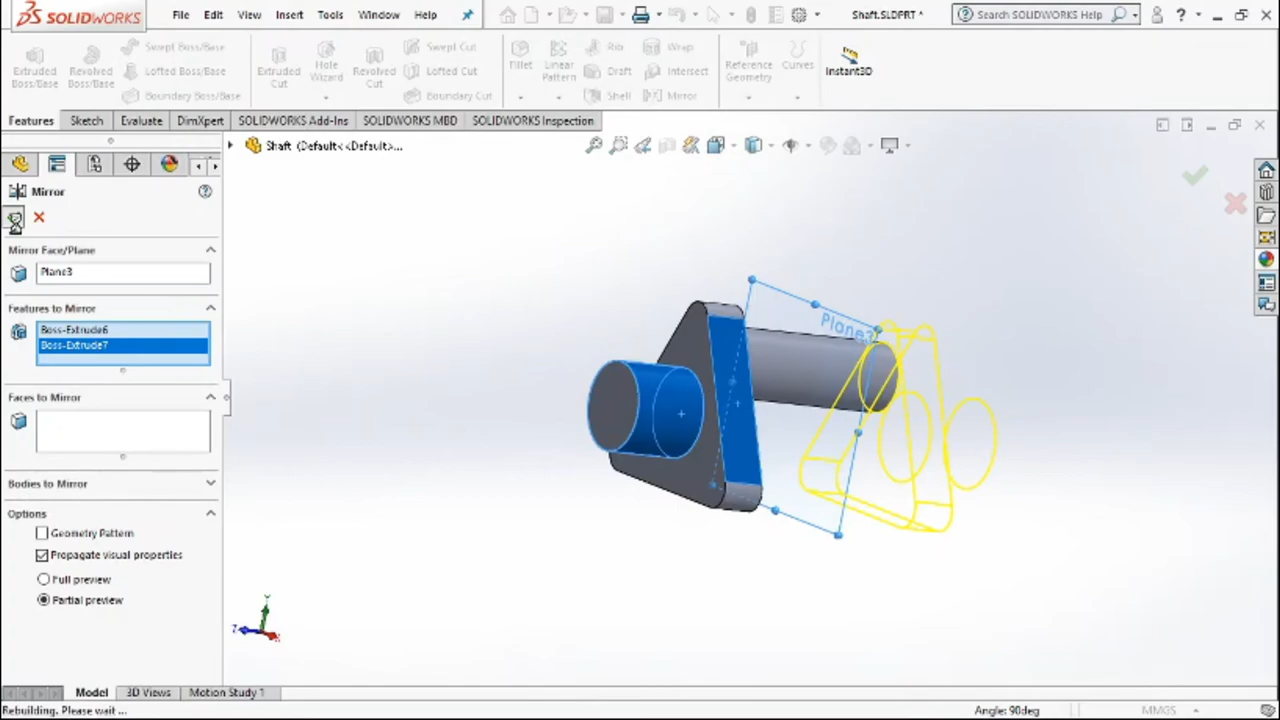 SOLIDWORKS File Edit View Insert Tools Window Help Shaft.SLDPRT * Search SOLIDWORKS Help
Extruded Boss/Base
Revolved Boss/Base
Swept Boss/Base
Lofted Boss/Base
Boundary Boss/Base
Extruded Cut
Hole Wizard
Revolved Cut
Swept Cut
Lofted Cut
Boundary Cut
Fillet
Linear Pattern
Rib
Draft
Shell
Wrap
Intersect
Mirror
Reference Geometry
Curves
Instant3D
Features Sketch Evaluate DimXpert SOLIDWORKS Add-Ins SOLIDWORKS MBD SOLIDWORKS Inspection
Shaft (Default<<Default>...
Mirror
Mirror Face/Plane
Plane3
Features to Mirror
Boss-Extrude6
Boss-Extrude7
Faces to Mirror
Bodies to Mirror
Options
Geometry Pattern
Propagate visual properties
Full preview
Partial preview
Plane3
Y
Z
X
Model 3D Views Motion Study 1
Rebuilding. Please wait ... Angle: 90deg MMGS